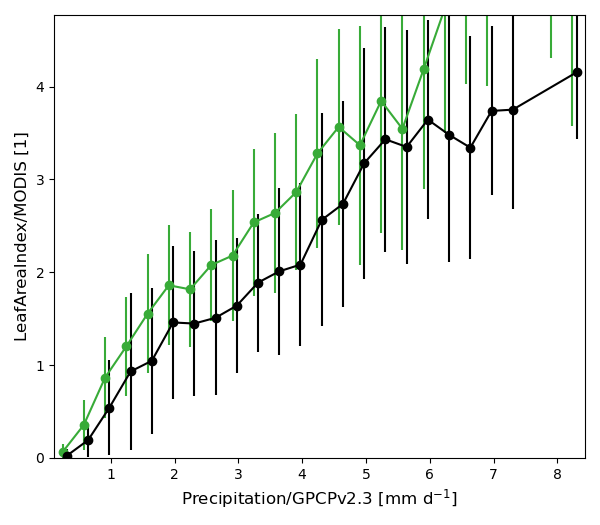 LeafAreaIndex/MODIS [1]
4
3
2
1
0
1 2 3 4 5 6 7 8
Precipitation/GPCPv2.3 [mm d⁻¹]